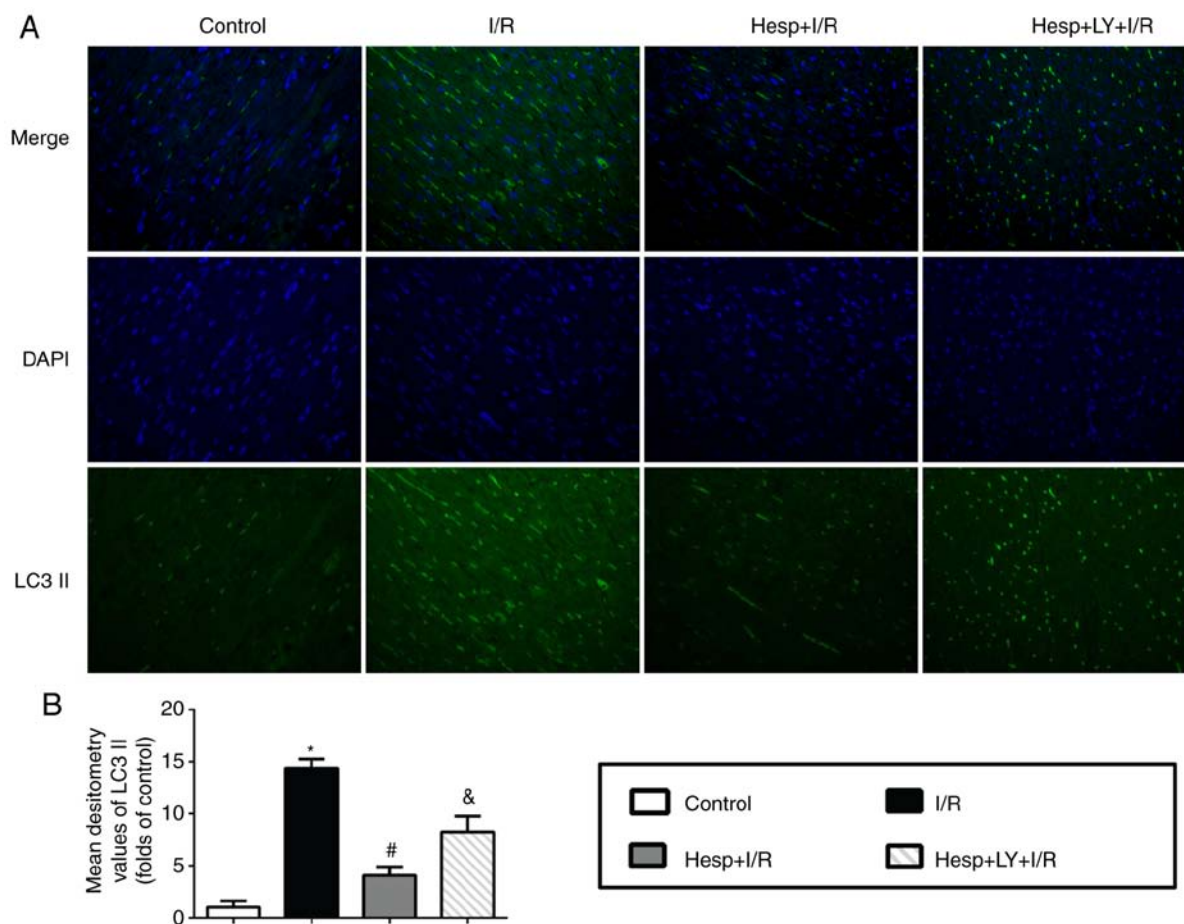 A
Control
I/R
Hesp+I/R
Hesp+LY+I/R
Merge
DAPI
LC3 II
B
Mean desitometry
values of LC3 II
(folds of control)
20
15
10
5
0
*
#
&
Control
I/R
Hesp+I/R
Hesp+LY+I/R